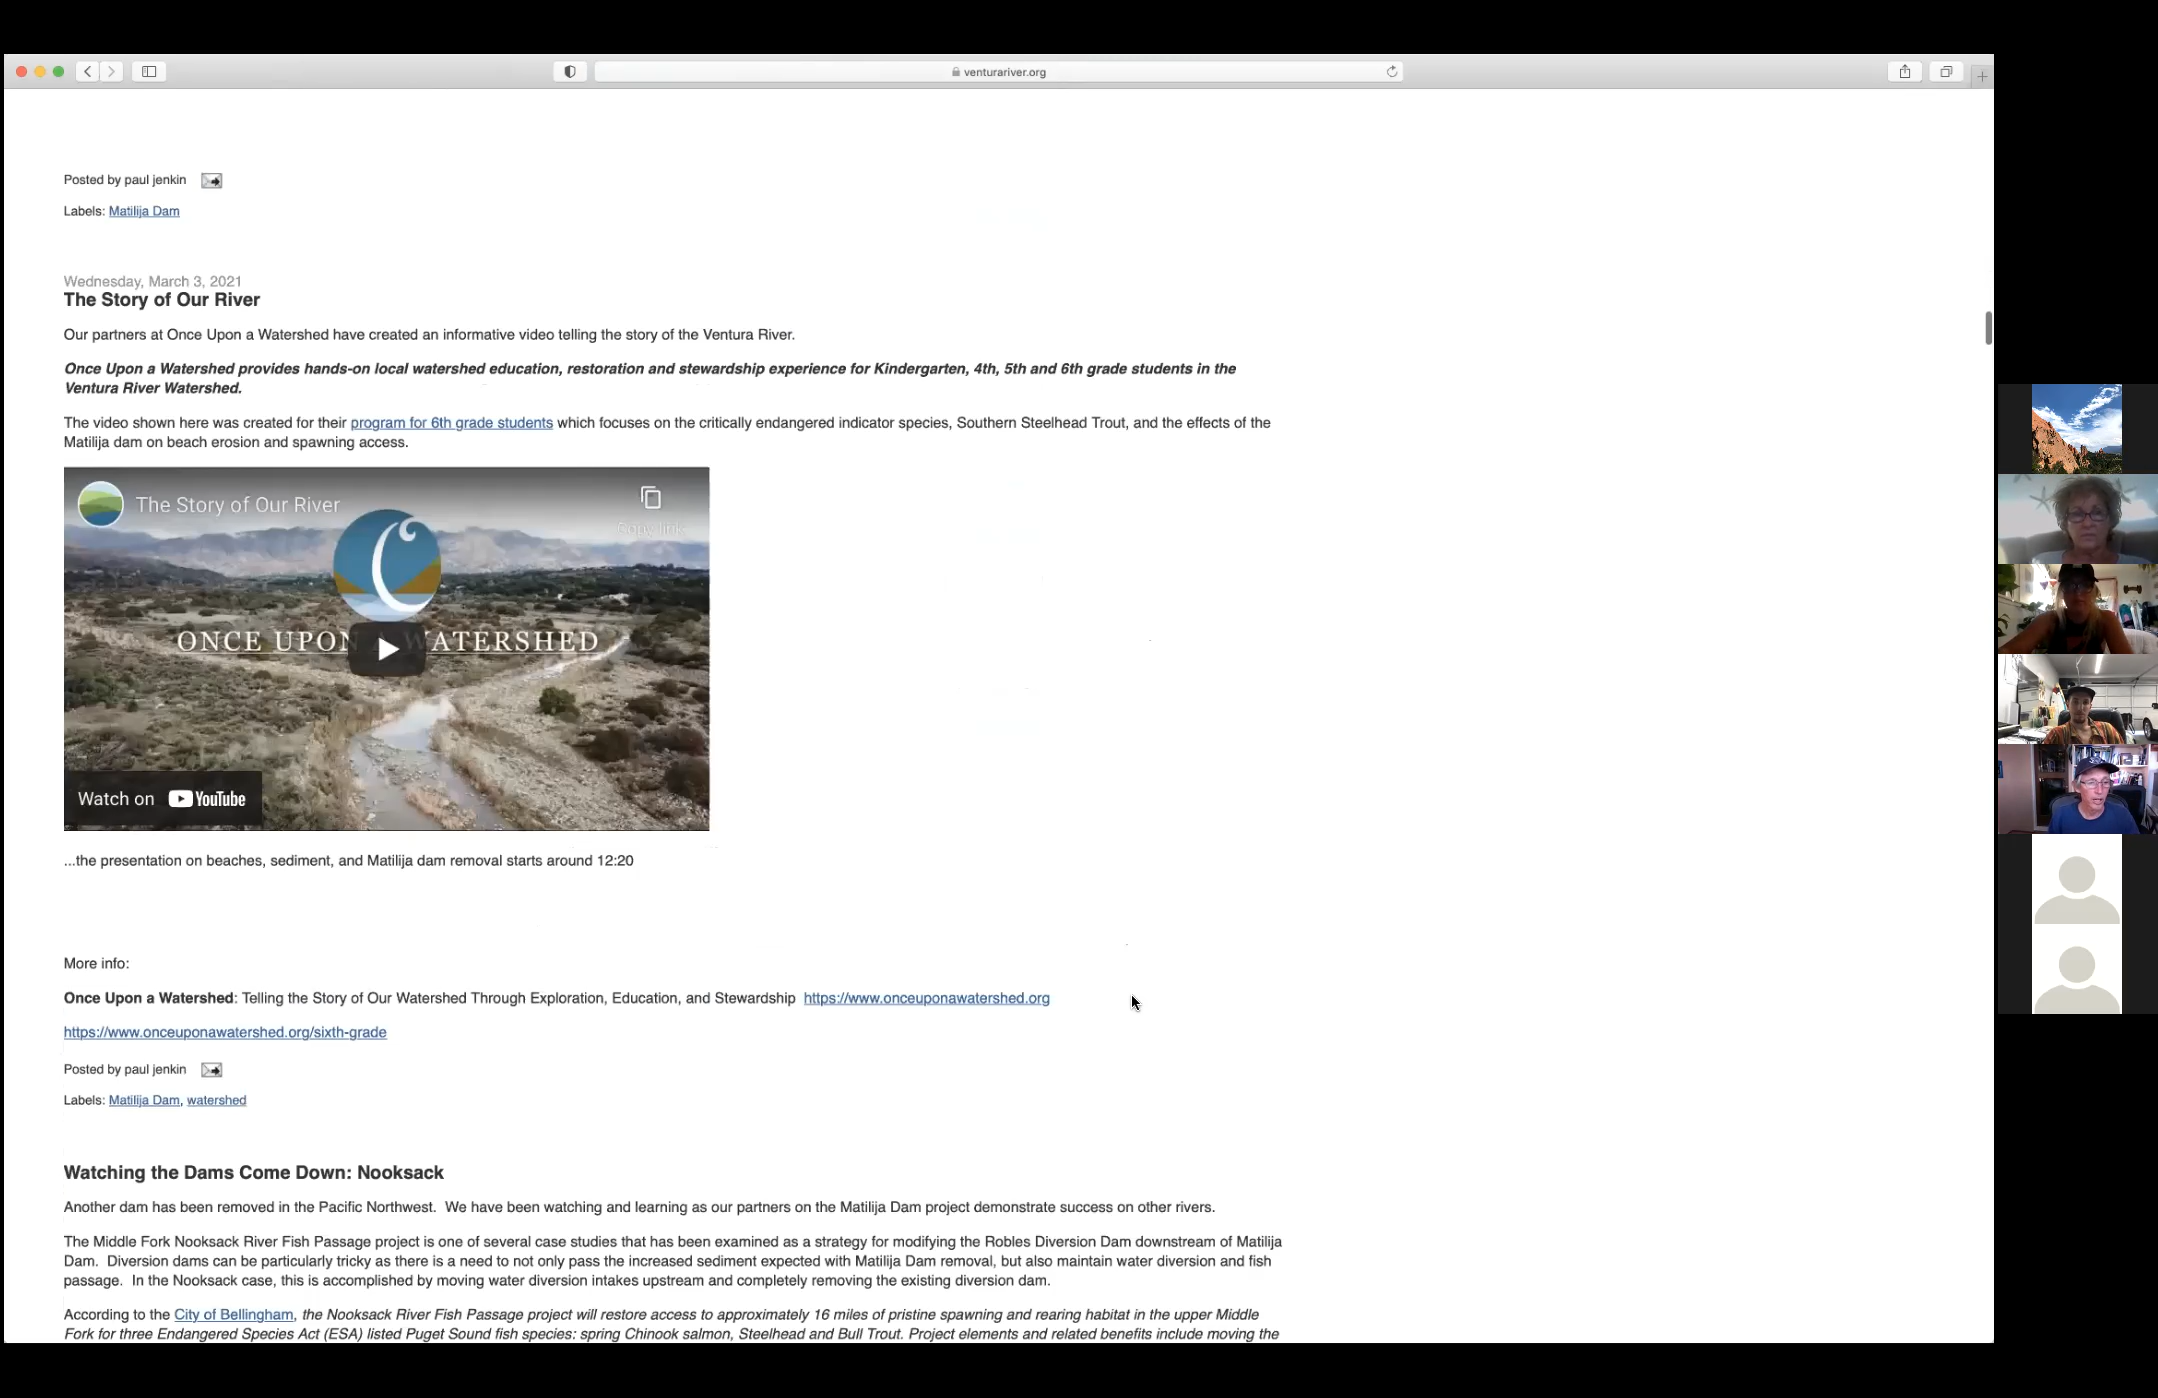 venturariver.org
Posted by paul jenkin
Labels: Matilija Dam
Wednesday, March 3, 2021
The Story of Our River
Our partners at Once Upon a Watershed have created an informative video telling the story of the Ventura River.
Once Upon a Watershed provides hands-on local watershed education, restoration and stewardship experience for Kindergarten, 4th, 5th and 6th grade students in the
Ventura River Watershed.
The video shown here was created for their program for 6th grade students which focuses on the critically endangered indicator species, Southern Steelhead Trout, and the effects of the
Matilija dam on beach erosion and spawning access.
The Story of Our River
Copy link
ONCE UPON WATERSHED
Watch on YouTube
...the presentation on beaches, sediment, and Matilija dam removal starts around 12:20
More info:
Once Upon a Watershed: Telling the Story of Our Watershed Through Exploration, Education, and Stewardship https://www.onceuponawatershed.org
https://www.onceuponawatershed.org/sixth-grade
Posted by paul jenkin
Labels: Matilija Dam, watershed
Watching the Dams Come Down: Nooksack
Another dam has been removed in the Pacific Northwest. We have been watching and learning as our partners on the Matilija Dam project demonstrate success on other rivers.
The Middle Fork Nooksack River Fish Passage project is one of several case studies that has been examined as a strategy for modifying the Robles Diversion Dam downstream of Matilija
Dam. Diversion dams can be particularly tricky as there is a need to not only pass the increased sediment expected with Matilija Dam removal, but also maintain water diversion and fish
passage. In the Nooksack case, this is accomplished by moving water diversion intakes upstream and completely removing the existing diversion dam.
According to the City of Bellingham, the Nooksack River Fish Passage project will restore access to approximately 16 miles of pristine spawning and rearing habitat in the upper Middle
Fork for three Endangered Species Act (ESA) listed Puget Sound fish species: spring Chinook salmon, Steelhead and Bull Trout. Project elements and related benefits include moving the